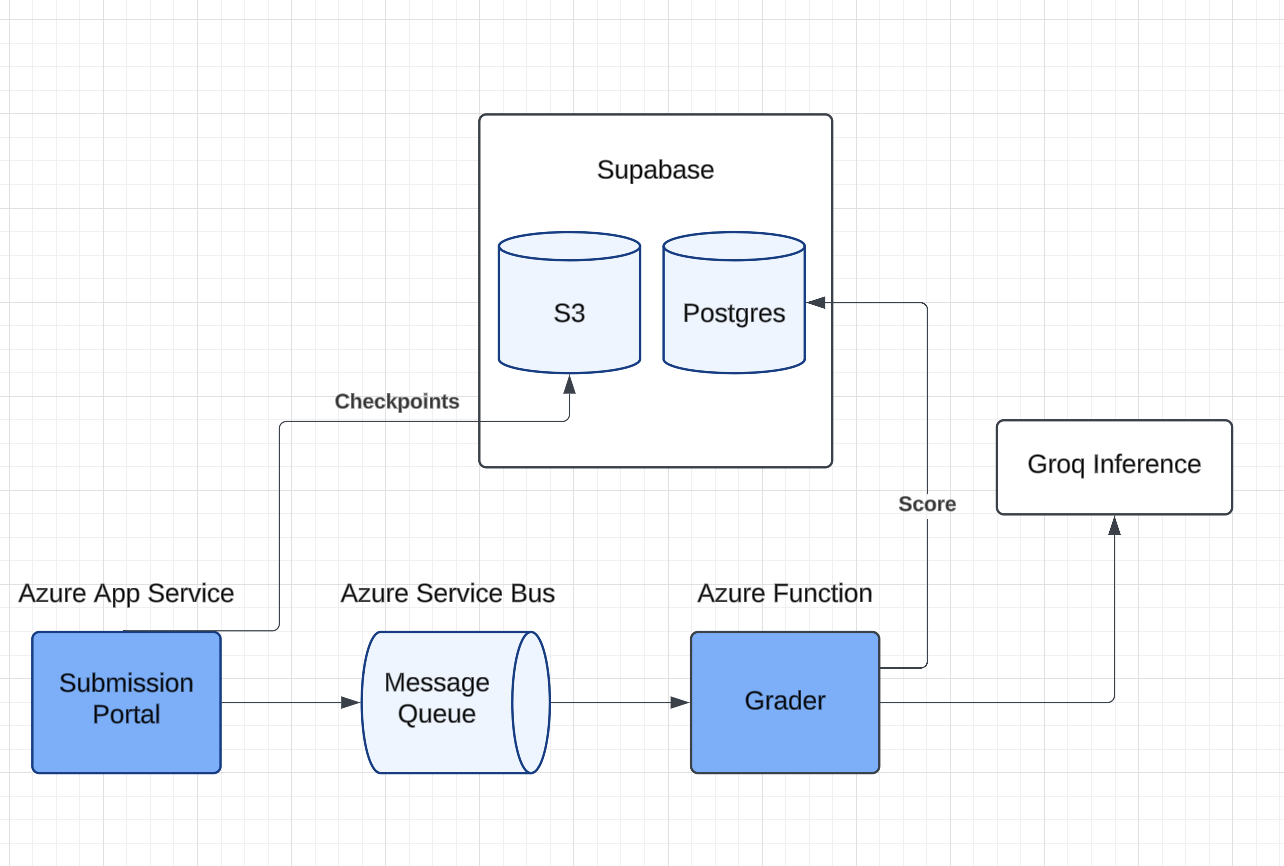 Supabase
S3
Postgres
Checkpoints
Groq Inference
Score
Azure App Service
Azure Service Bus
Azure Function
Submission
Portal
Message
Queue
Grader